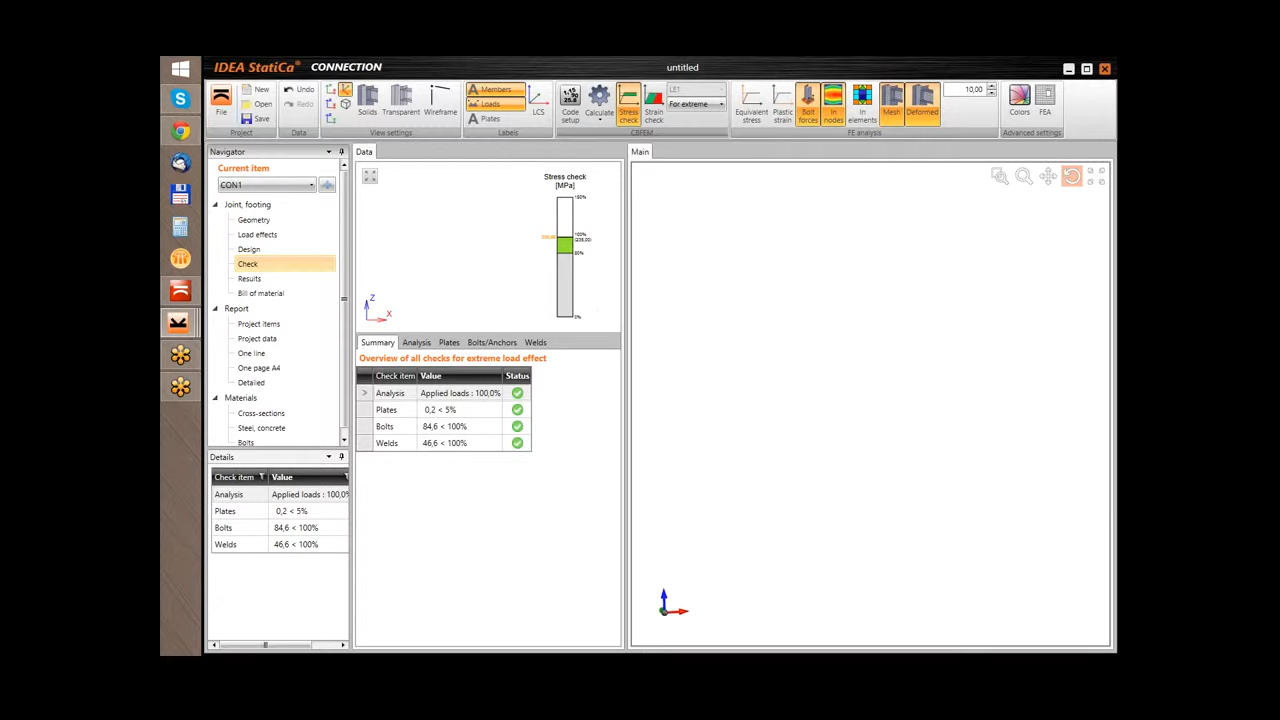 IDEA StatiCa® CONNECTION
untitled
File
New
Open
Save
Project
Undo
Redo
Data
Solids
Transparent
Wireframe
View settings
Members
Loads
Plates
LCS
Labels
Code setup
Calculate
Stress check
Strain check
LE1
For extreme
CBFEM
Equivalent stress
Plastic strain
Bolt forces
In nodes
In elements
Mesh
Deformed
10,00
FE analysis
Colors
FEA
Advanced settings
Navigator
Current item
CON1
Joint, footing
Geometry
Load effects
Design
Check
Results
Bill of material
Report
Project items
Project data
One line
One page A4
Detailed
Materials
Cross-sections
Steel, concrete
Bolts
Details
Check item Value
Analysis Applied loads : 100,0%
Plates 0,2 < 5%
Bolts 84,6 < 100%
Welds 46,6 < 100%
Data
Stress check
[MPa]
150%
100%
(235,00)
80%
0%
Z
X
Summary Analysis Plates Bolts/Anchors Welds
Overview of all checks for extreme load effect
Check item Value Status
> Analysis Applied loads : 100,0%
Plates 0,2 < 5%
Bolts 84,6 < 100%
Welds 46,6 < 100%
Main